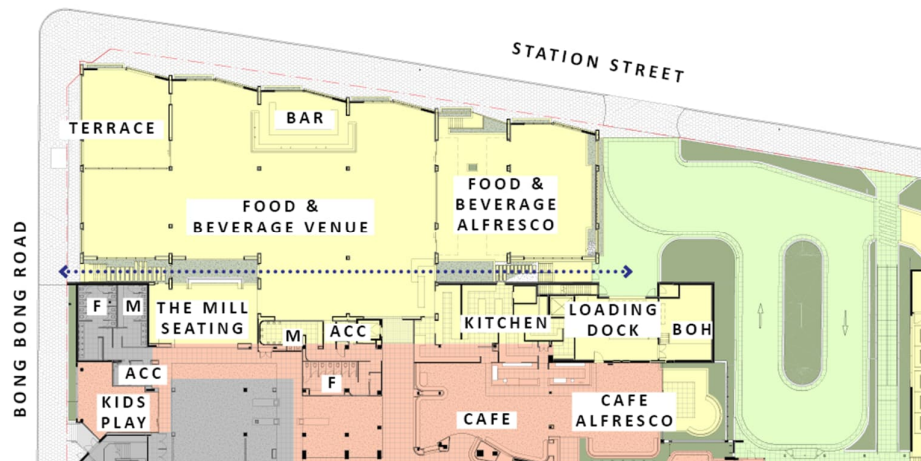 STATION STREET
TERRACE
BAR
FOOD &
BEVERAGE VENUE
FOOD &
BEVERAGE
ALFRESCO
BONG BONG ROAD
F
M
THE MILL
SEATING
M
ACC
KITCHEN
LOADING
DOCK
BOH
ACC
F
KIDS
PLAY
CAFE
CAFE
ALFRESCO